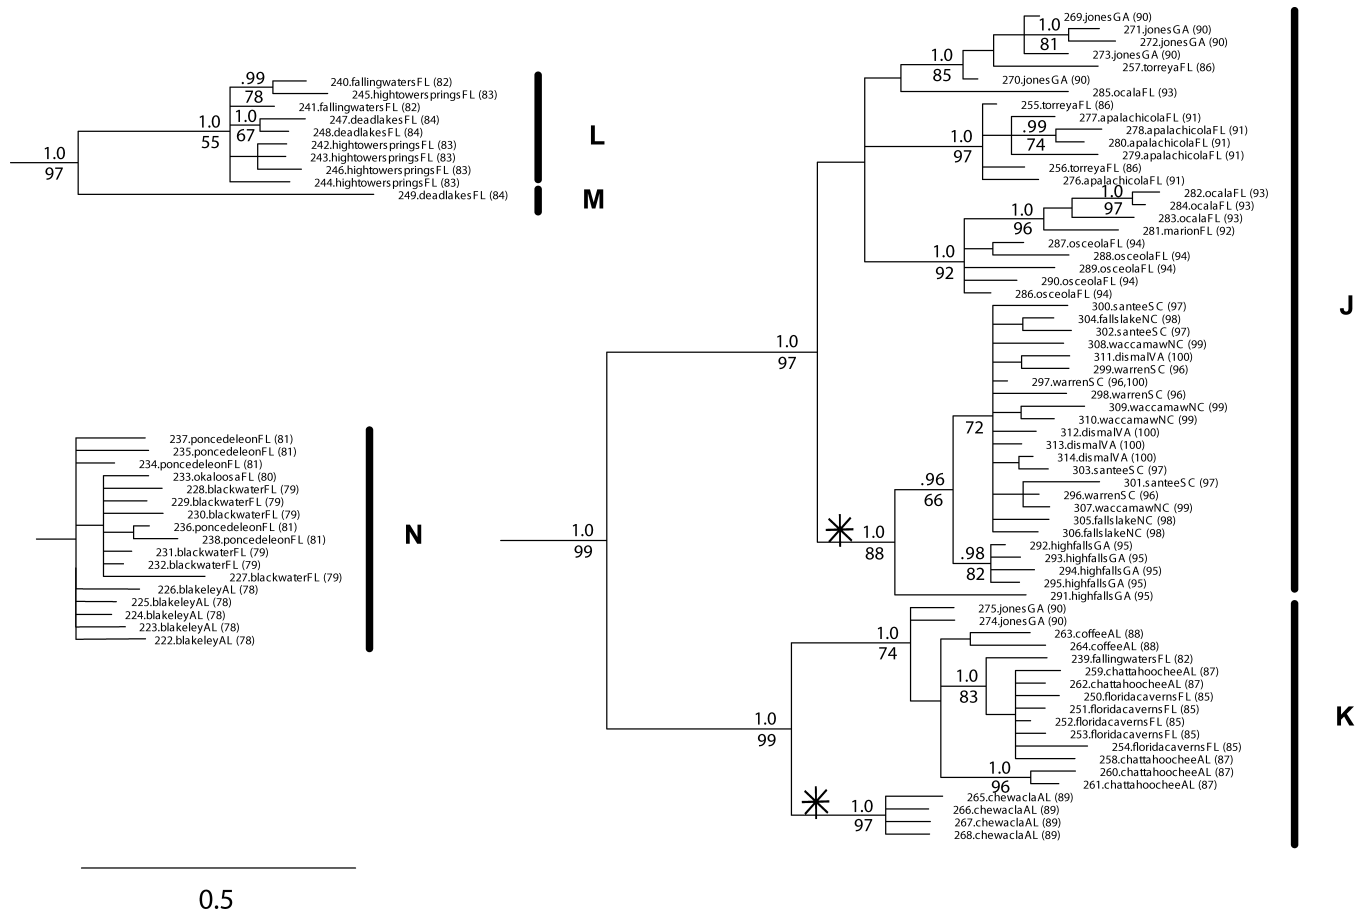 .99
78
1.0
67
1.0
55
1.0
97
240.fallingwatersFL (82)
245.hightowerspringsFL (83)
241.fallingwatersFL (82)
247.deadlakesFL (84)
248.deadlakesFL (84)
242.hightowerspringsFL (83)
243.hightowerspringsFL (83)
246.hightowerspringsFL (83)
244.hightowerspringsFL (83)
249.deadlakesFL (84)
L
M
237.poncedeleonFL (81)
235.poncedeleonFL (81)
234.poncedeleonFL (81)
233.okaloosaFL (80)
228.blackwaterFL (79)
229.blackwaterFL (79)
230.blackwaterFL (79)
236.poncedeleonFL (81)
238.poncedeleonFL (81)
231.blackwaterFL (79)
232.blackwaterFL (79)
227.blackwaterFL (79)
226.blakeleyAL (78)
225.blakeleyAL (78)
224.blakeleyAL (78)
223.blakeleyAL (78)
222.blakeleyAL (78)
N
0.5
1.0
99
1.0
97
1.0
85
1.0
81
269.jonesGA (90)
271.jonesGA (90)
272.jonesGA (90)
273.jonesGA (90)
257.torreyaFL (86)
270.jonesGA (90)
285.ocalaFL (93)
1.0
97
.99
74
255.torreyaFL (86)
277.apalachicolaFL (91)
278.apalachicolaFL (91)
280.apalachicolaFL (91)
279.apalachicolaFL (91)
256.torreyaFL (86)
276.apalachicolaFL (91)
1.0
92
1.0
96
1.0
97
282.ocalaFL (93)
284.ocalaFL (93)
283.ocalaFL (93)
281.marionFL (92)
287.osceolaFL (94)
288.osceolaFL (94)
289.osceolaFL (94)
290.osceolaFL (94)
286.osceolaFL (94)
1.0
88
.96
66
72
300.santeeSC (97)
304.fallslakeNC (98)
302.santeeSC (97)
308.waccamawNC (99)
311.dismalVA (100)
299.warrenSC (96)
297.warrenSC (96,100)
298.warrenSC (96)
309.waccamawNC (99)
310.waccamawNC (99)
312.dismalVA (100)
313.dismalVA (100)
314.dismalVA (100)
303.santeeSC (97)
301.santeeSC (97)
296.warrenSC (96)
307.waccamawNC (99)
305.fallslakeNC (98)
306.fallslakeNC (98)
.98
82
292.highfallsGA (95)
293.highfallsGA (95)
294.highfallsGA (95)
295.highfallsGA (95)
291.highfallsGA (95)
J
1.0
99
1.0
74
275.jonesGA (90)
274.jonesGA (90)
263.coffeeAL (88)
264.coffeeAL (88)
1.0
83
239.fallingwatersFL (82)
259.chattahoocheeAL (87)
262.chattahoocheeAL (87)
250.floridacavernsFL (85)
251.floridacavernsFL (85)
252.floridacavernsFL (85)
253.floridacavernsFL (85)
254.floridacavernsFL (85)
258.chattahoocheeAL (87)
1.0
96
260.chattahoocheeAL (87)
261.chattahoocheeAL (87)
1.0
97
265.chewaclaAL (89)
266.chewaclaAL (89)
267.chewaclaAL (89)
268.chewaclaAL (89)
K